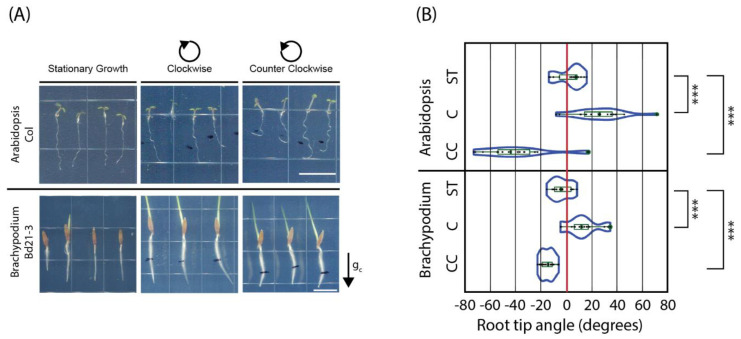 (A)
Stationary Growth
Clockwise
Counter Clockwise
Arabidopsis
Col
Brachypodium
Bd21-3
gc
(B)
Arabidopsis
ST
C
CC
***
***
Brachypodium
ST
C
CC
***
***
-80 -60 -40 -20 0 20 40 60 80
Root tip angle (degrees)